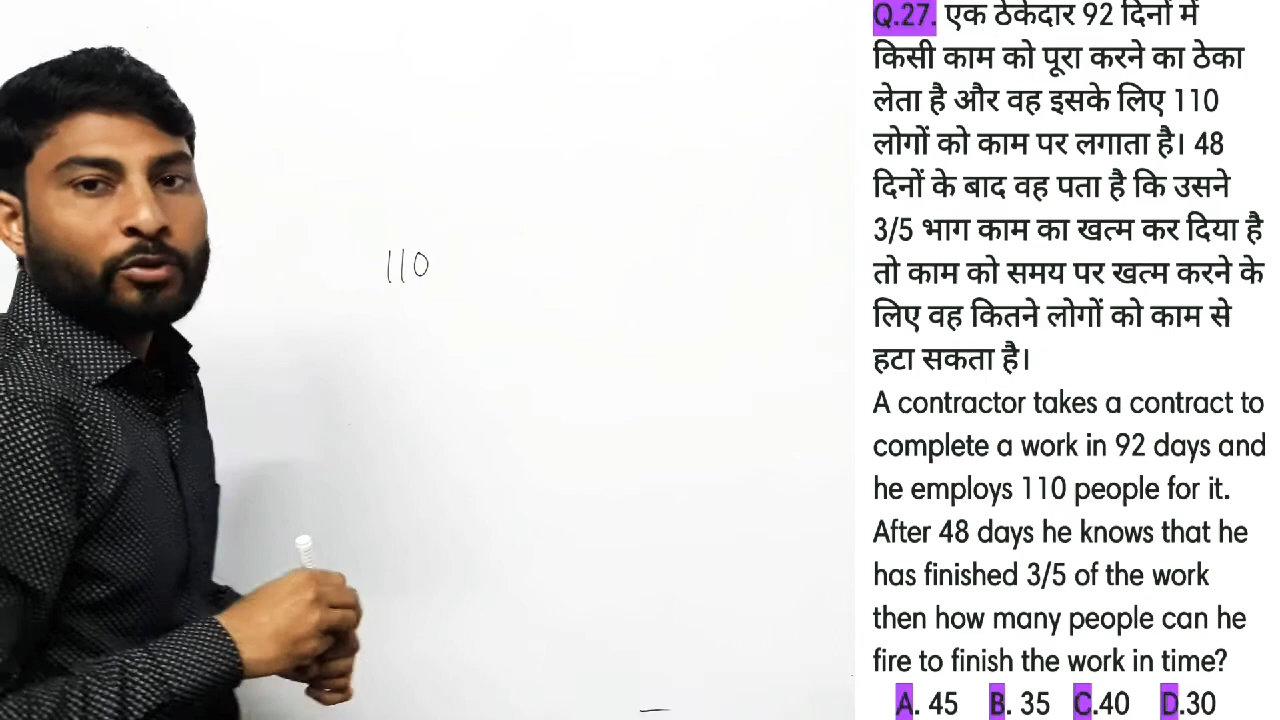 110
Q.27. एक ठेकेदार 92 दिनों में
किसी काम को पूरा करने का ठेका
लेता है और वह इसके लिए 110
लोगों को काम पर लगाता है। 48
दिनों के बाद वह पता है कि उसने
3/5 भाग काम का खत्म कर दिया है
तो काम को समय पर खत्म करने के
लिए वह कितने लोगों को काम से
हटा सकता है।
A contractor takes a contract to
complete a work in 92 days and
he employs 110 people for it.
After 48 days he knows that he
has finished 3/5 of the work
then how many people can he
fire to finish the work in time?
A. 45 B. 35 C.40 D.30